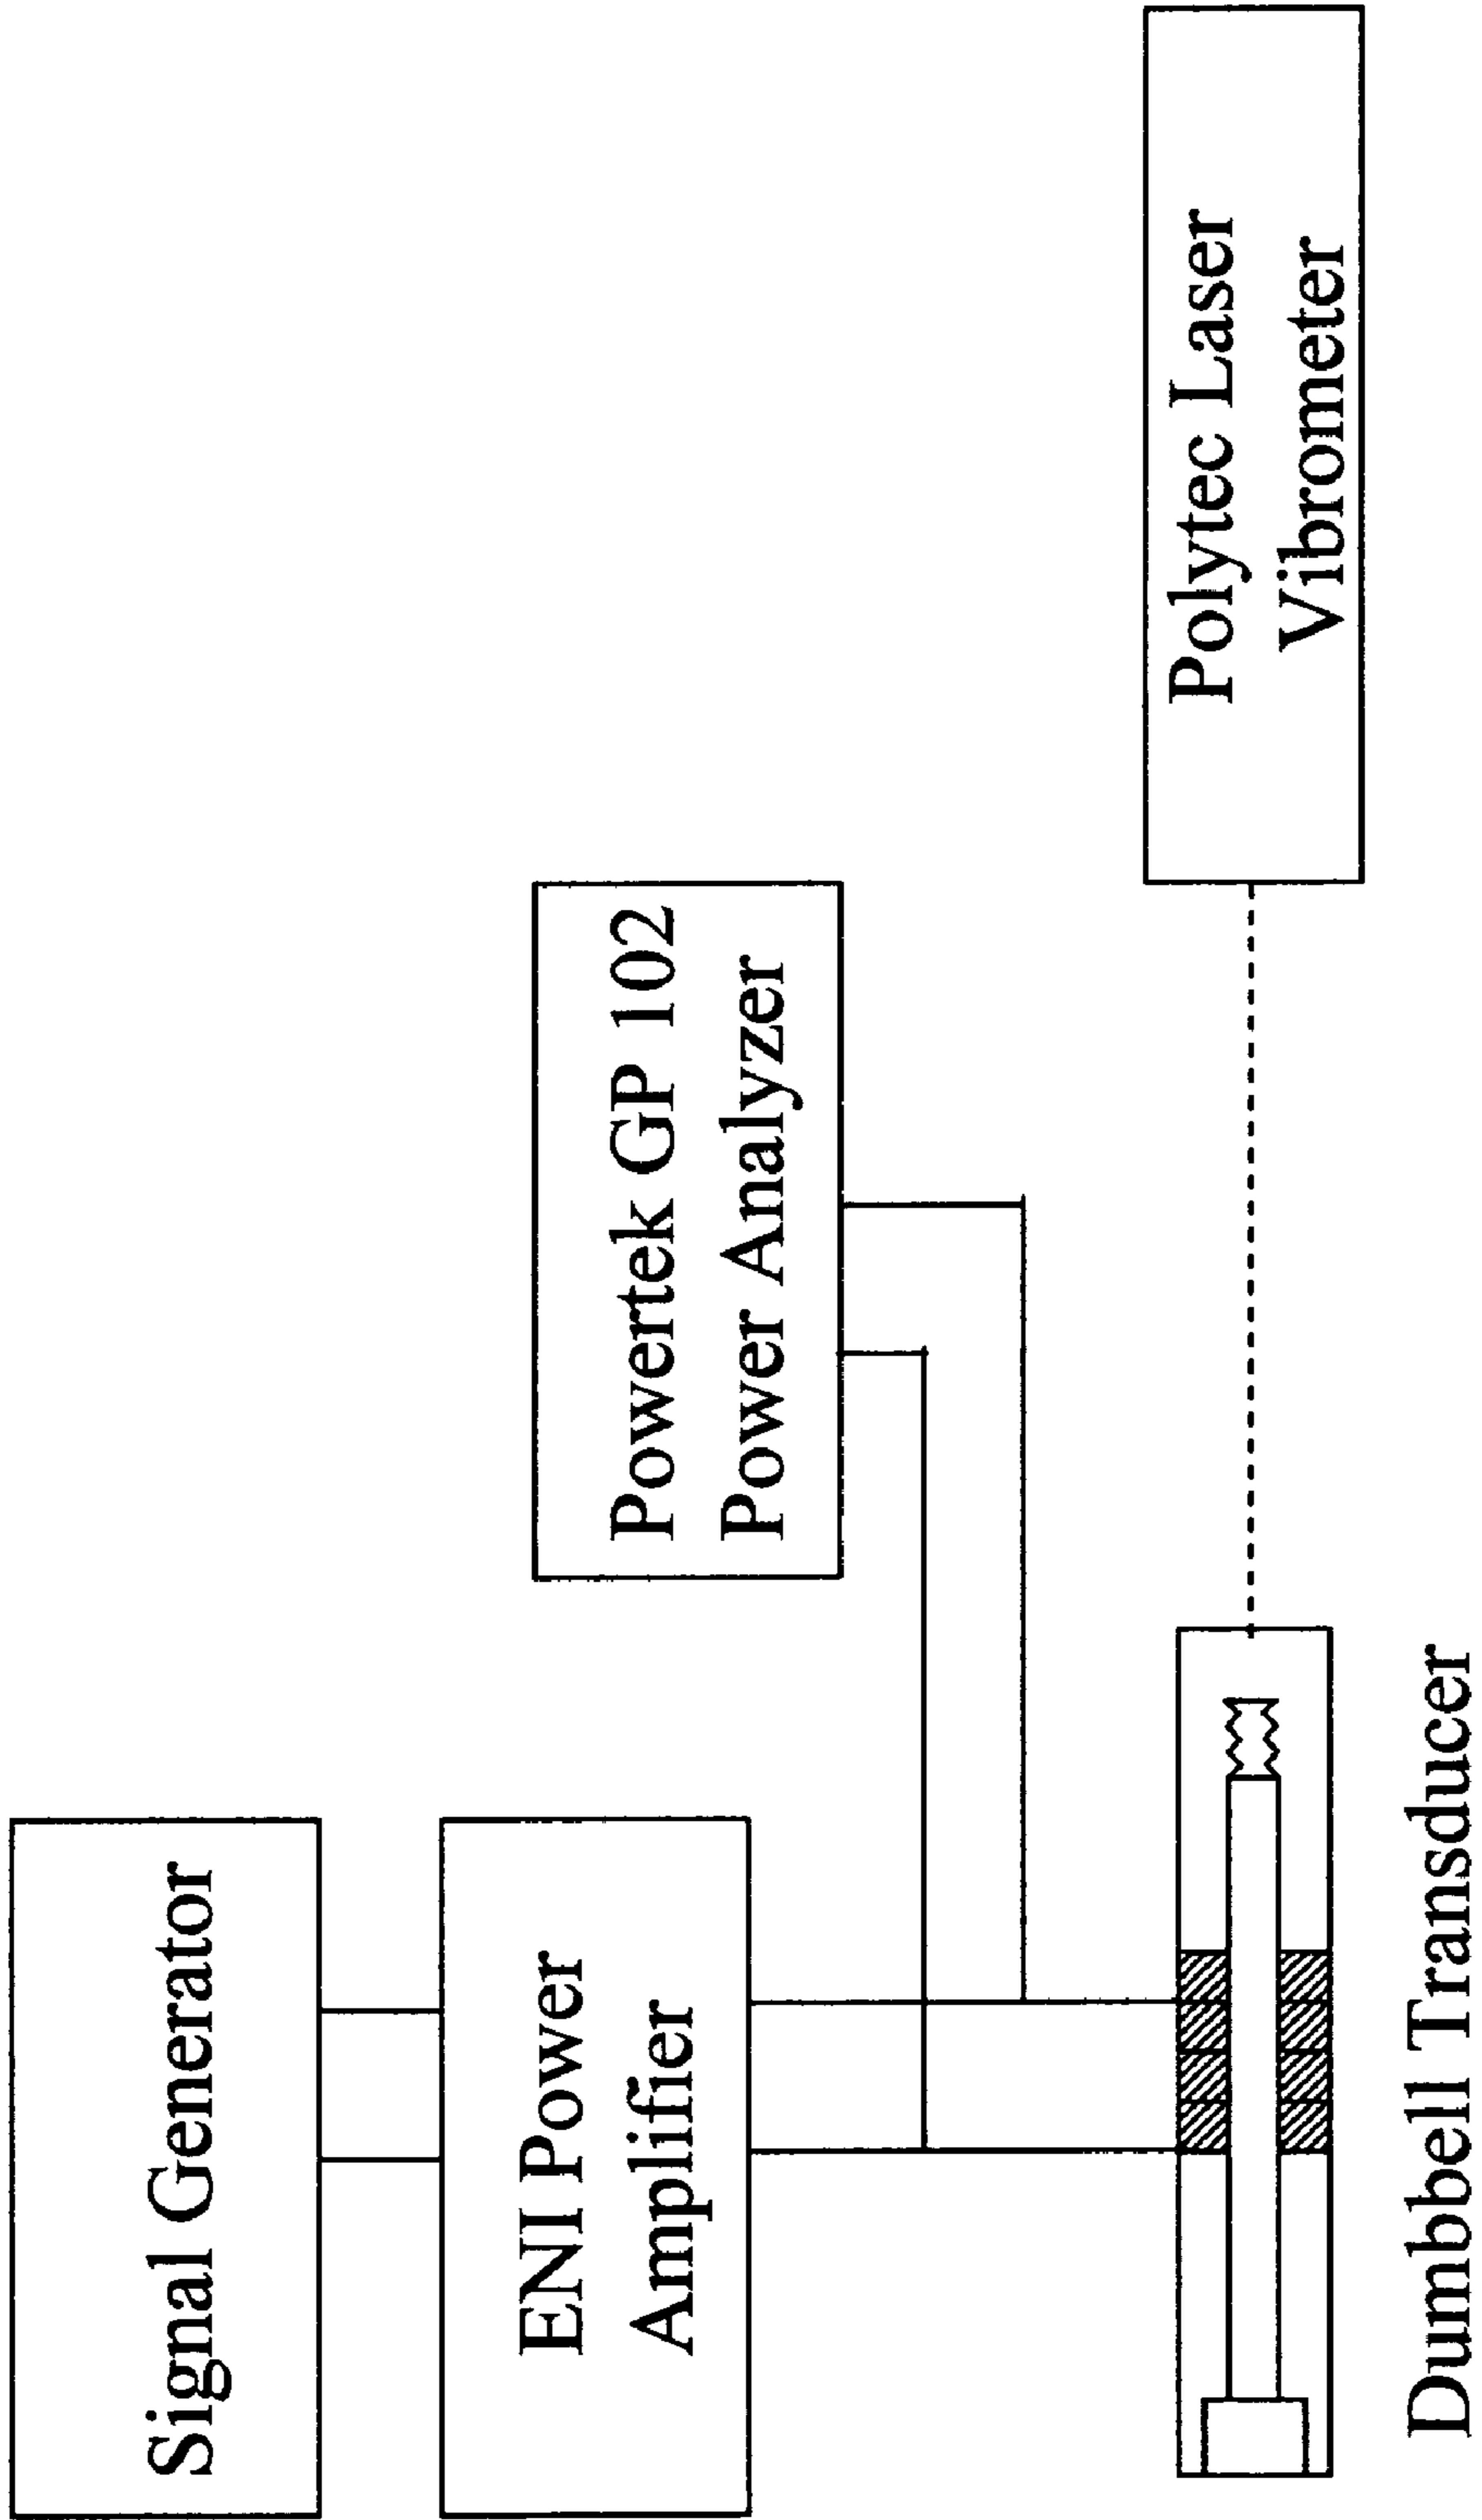 Signal Generator
ENI Power
Amplifier
Powertek GP 102
Power Analyzer
Polytec Laser
Vibrometer
Dumbbell Transducer